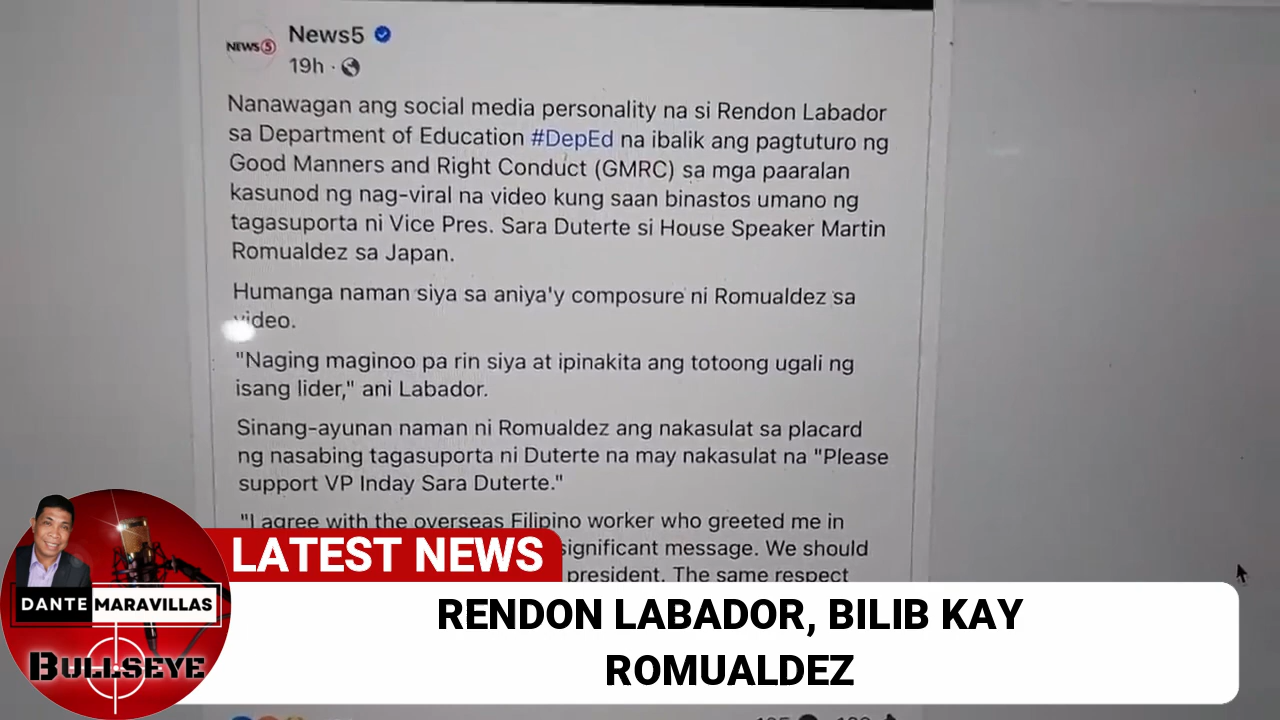 NEWS5
News5
19h ·
Nanawagan ang social media personality na si Rendon Labador
sa Department of Education #DepEd na ibalik ang pagtuturo ng
Good Manners and Right Conduct (GMRC) sa mga paaralan
kasunod ng nag-viral na video kung saan binastos umano ng
tagasuporta ni Vice Pres. Sara Duterte si House Speaker Martin
Romualdez sa Japan.
Humanga naman siya sa aniya'y composure ni Romualdez sa
video.
"Naging maginoo pa rin siya at ipinakita ang totoong ugali ng
isang lider," ani Labador.
Sinang-ayunan naman ni Romualdez ang nakasulat sa placard
ng nasabing tagasuporta ni Duterte na may nakasulat na "Please
support VP Inday Sara Duterte."
"I agree with the overseas Filipino worker who greeted me in
significant message. We should
president. The same respect
LATEST NEWS
DANTE MARAVILLAS
BULLSEYE
RENDON LABADOR, BILIB KAY
ROMUALDEZ